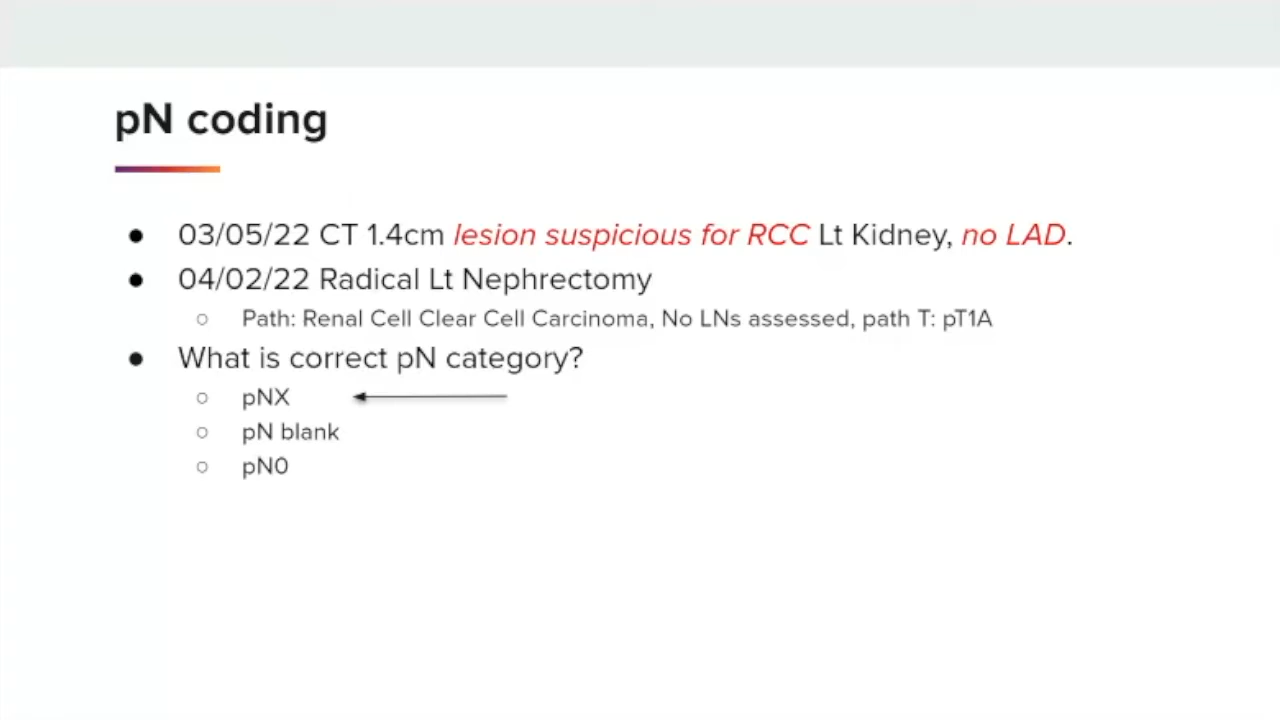 pN coding
03/05/22 CT 1.4cm lesion suspicious for RCC Lt Kidney, no LAD.
04/02/22 Radical Lt Nephrectomy
Path: Renal Cell Clear Cell Carcinoma, No LNs assessed, path T: pT1A
What is correct pN category?
pNX
pN blank
pN0